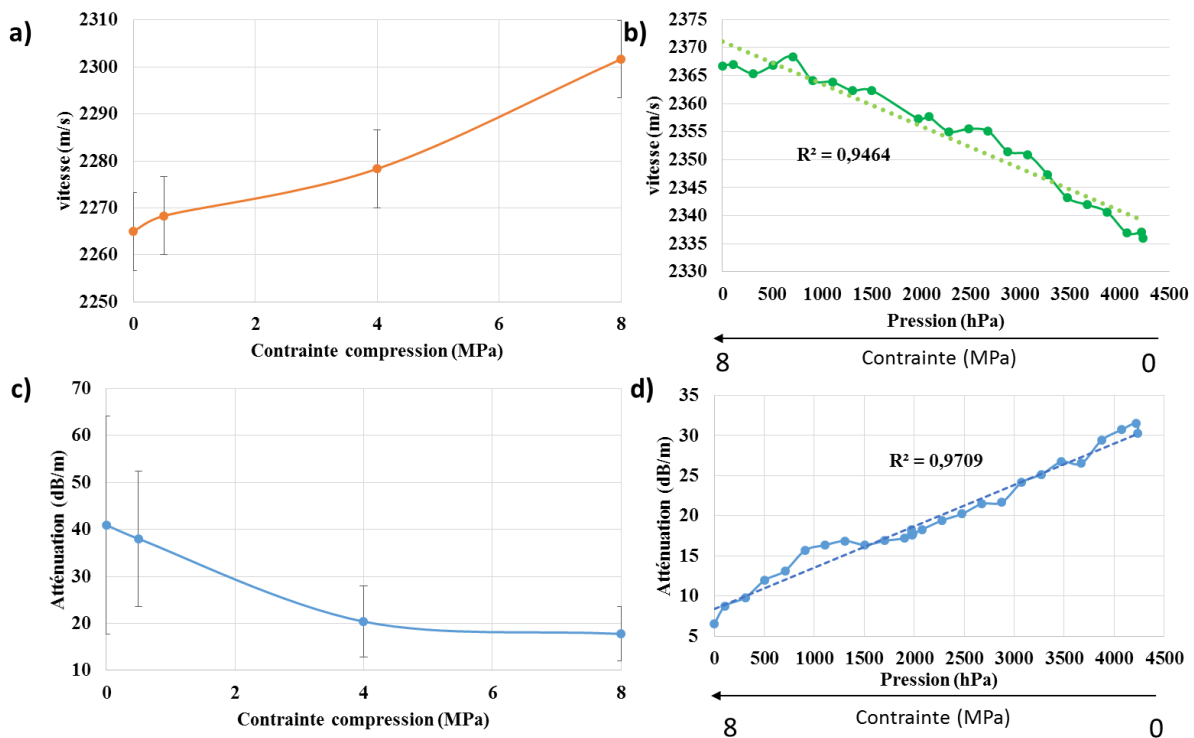 a)
2310
2300
2290
2280
2270
2260
2250
vitesse (m/s)
0 2 4 6 8
Contrainte compression (MPa)
b)
2375
2370
2365
2360
2355
2350
2345
2340
2335
2330
vitesse (m/s)
R² = 0,9464
0 500 1000 1500 2000 2500 3000 3500 4000 4500
Pression (hPa)
8 Contrainte (MPa) 0
c)
70
60
50
40
30
20
10
Atténuation (dB/m)
0 2 4 6 8
Contrainte compression (MPa)
d)
35
30
25
20
15
10
5
Atténuation (dB/m)
R² = 0,9709
0 500 1000 1500 2000 2500 3000 3500 4000 4500
Pression (hPa)
8 Contrainte (MPa) 0